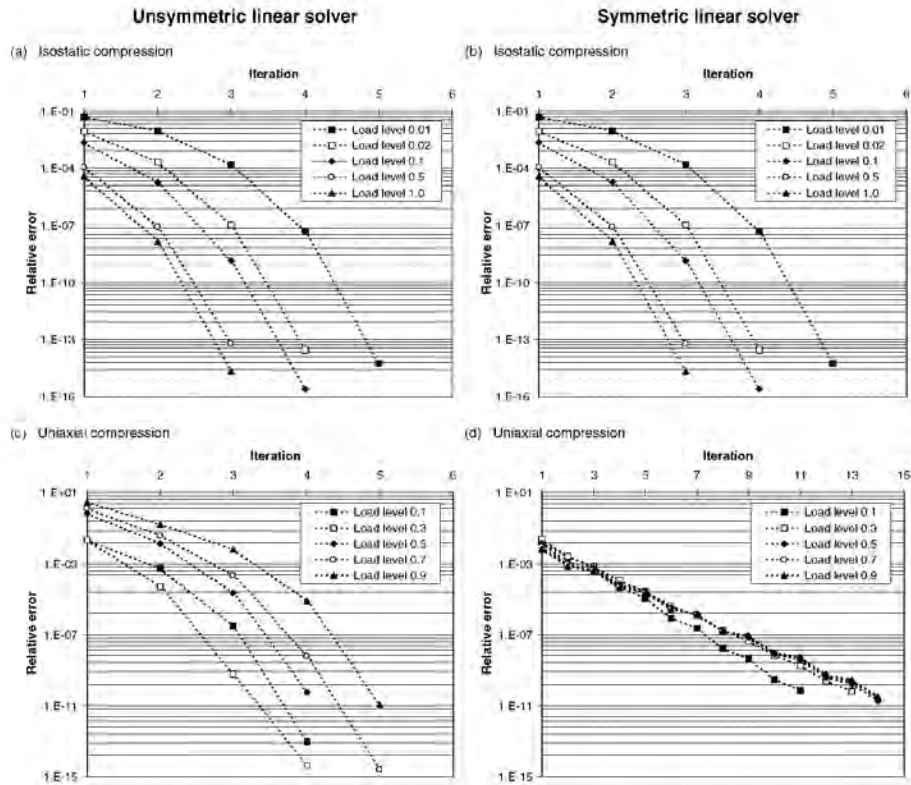 Unsymmetric linear solver
Symmetric linear solver
(a) Isostatic compression
Iteration
1 2 3 4 5 6
1.E-01
1.E-04
1.E-07
1.E-10
1.E-13
1.E-16
Relative error
Load level 0.01
Load level 0.02
Load level 0.1
Load level 0.5
Load level 1.0
(b) Isostatic compression
Iteration
1 2 3 4 5 6
1.E-01
1.E-04
1.E-07
1.E-10
1.E-13
1.E-16
Relative error
Load level 0.01
Load level 0.02
Load level 0.1
Load level 0.5
Load level 1.0
(c) Uniaxial compression
Iteration
1 2 3 4 5 6
1.E+01
1.E-03
1.E-07
1.E-11
1.E-15
Relative error
Load level 0.1
Load level 0.3
Load level 0.5
Load level 0.7
Load level 0.9
(d) Uniaxial compression
Iteration
1 3 5 7 9 11 13 15
1.E+01
1.E-03
1.E-07
1.E-11
1.E-15
Relative error
Load level 0.1
Load level 0.3
Load level 0.5
Load level 0.7
Load level 0.9